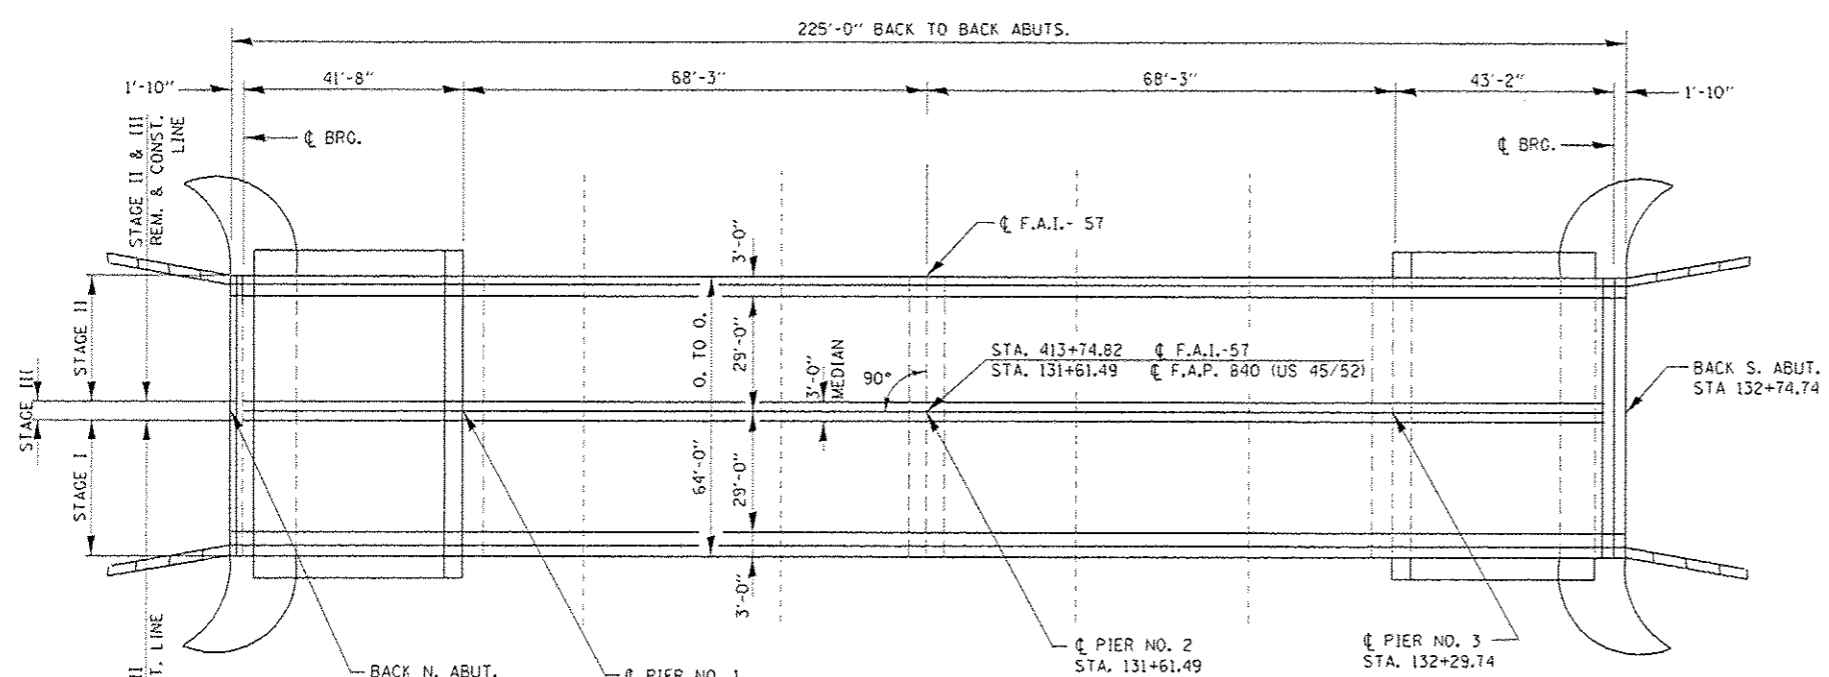 225'-0" BACK TO BACK ABUTS.
1'-10"
41'-8"
68'-3"
68'-3"
43'-2"
1'-10"
STAGE II & III
REM. & CONST.
LINE
℄ BRG.
℄ BRG.
3'-0"
℄ F.A.I.- 57
STAGE II
O. TO O.
29'-0"
3'-0"
MEDIAN
90°
STA. 413+74.82 ℄ F.A.I.-57
STA. 131+61.49 ℄ F.A.P. 840 (US 45/52)
BACK S. ABUT.
STA 132+74.74
STAGE III
STAGE I
64'-0"
29'-0"
3'-0"
T. LINE
BACK N. ABUT.
℄ PIER NO. 1
℄ PIER NO. 2
STA. 131+61.49
℄ PIER NO. 3
STA. 132+29.74